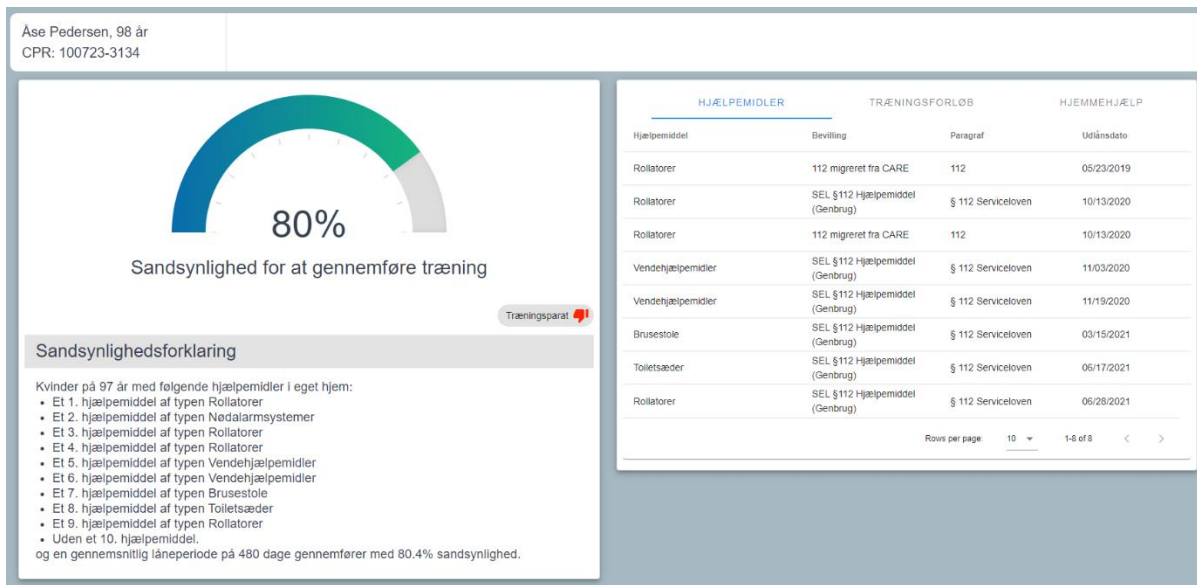 Åse Pedersen, 98 år
CPR: 100723-3134
80%
Sandsynlighed for at gennemføre træning
Træningsparat
Sandsynlighedsforklaring
Kvinder på 97 år med følgende hjælpemidler i eget hjem:
• Et 1. hjælpemiddel af typen Rollatorer
• Et 2. hjælpemiddel af typen Nødalarmsystemer
• Et 3. hjælpemiddel af typen Rollatorer
• Et 4. hjælpemiddel af typen Rollatorer
• Et 5. hjælpemiddel af typen Vendehjælpemidler
• Et 6. hjælpemiddel af typen Vendehjælpemidler
• Et 7. hjælpemiddel af typen Brusestole
• Et 8. hjælpemiddel af typen Toiletsæder
• Et 9. hjælpemiddel af typen Rollatorer
• Uden et 10. hjælpemiddel.
og en gennemsnitlig låneperiode på 480 dage gennemfører med 80.4% sandsynlighed.
HJÆLPEMIDLER TRÆNINGSFORLØB HJEMMEHJÆLP
Hjælpemiddel Bevilling Paragraf Udlånsdato
Rollatorer 112 migreret fra CARE 112 05/23/2019
Rollatorer SEL §112 Hjælpemiddel (Genbrug) § 112 Serviceloven 10/13/2020
Rollatorer 112 migreret fra CARE 112 10/13/2020
Vendehjælpemidler SEL §112 Hjælpemiddel (Genbrug) § 112 Serviceloven 11/03/2020
Vendehjælpemidler SEL §112 Hjælpemiddel (Genbrug) § 112 Serviceloven 11/19/2020
Brusestole SEL §112 Hjælpemiddel (Genbrug) § 112 Serviceloven 03/15/2021
Toiletsæder SEL §112 Hjælpemiddel (Genbrug) § 112 Serviceloven 06/17/2021
Rollatorer SEL §112 Hjælpemiddel (Genbrug) § 112 Serviceloven 06/28/2021
Rows per page: 10 1-8 of 8